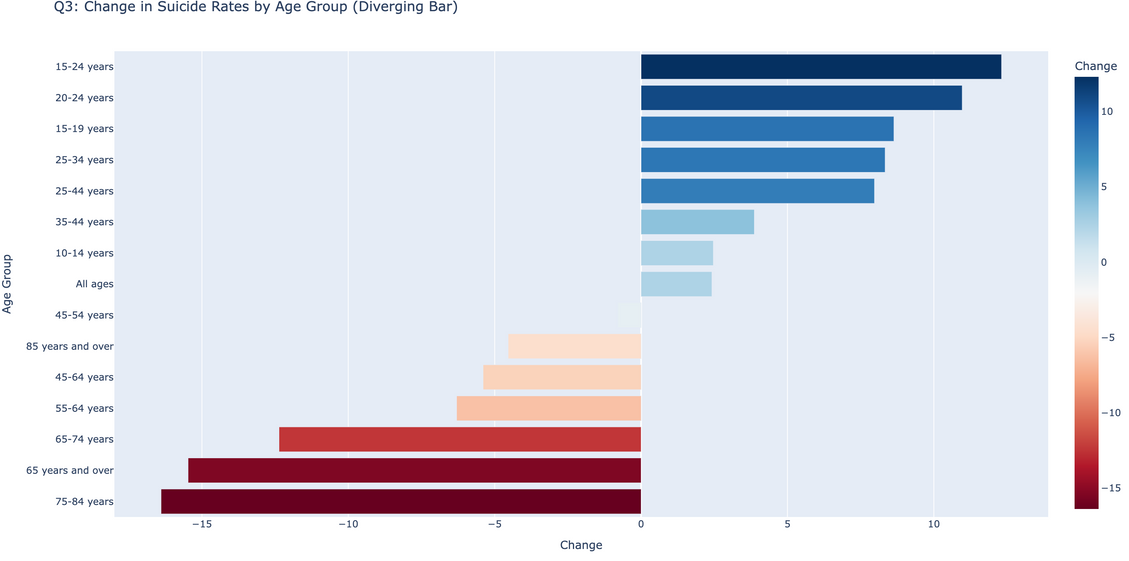 Q3: Change in Suicide Rates by Age Group (Diverging Bar)
Age Group
15-24 years
20-24 years
15-19 years
25-34 years
25-44 years
35-44 years
10-14 years
All ages
45-54 years
85 years and over
45-64 years
55-64 years
65-74 years
65 years and over
75-84 years
−15 −10 −5 0 5 10
Change
Change
10
5
0
−5
−10
−15